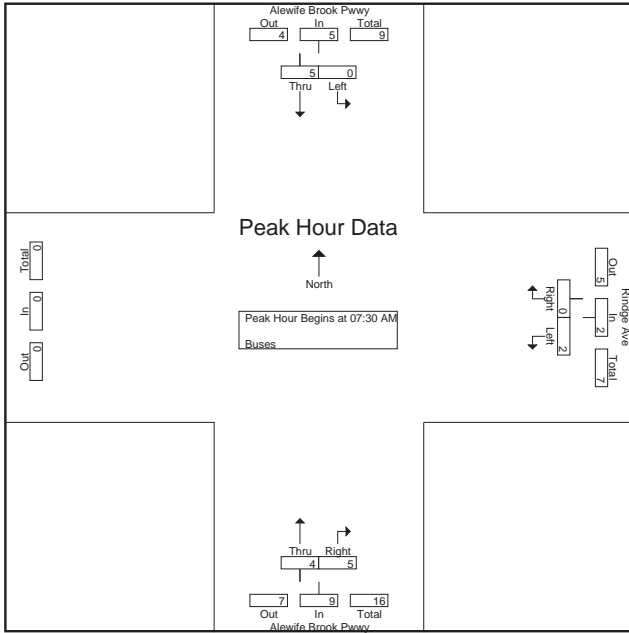 Alewife Brook Pwwy
Out In Total
4 5 9
5 0
Thru Left
Peak Hour Data
North
Peak Hour Begins at 07:30 AM
Buses
Total 0
In 0
Out 0
Rindge Ave
Out In Total
5 2 7
Right Left
0 2
Thru Right
4 5
7 9 16
Out In Total
Alewife Brook Pwwy